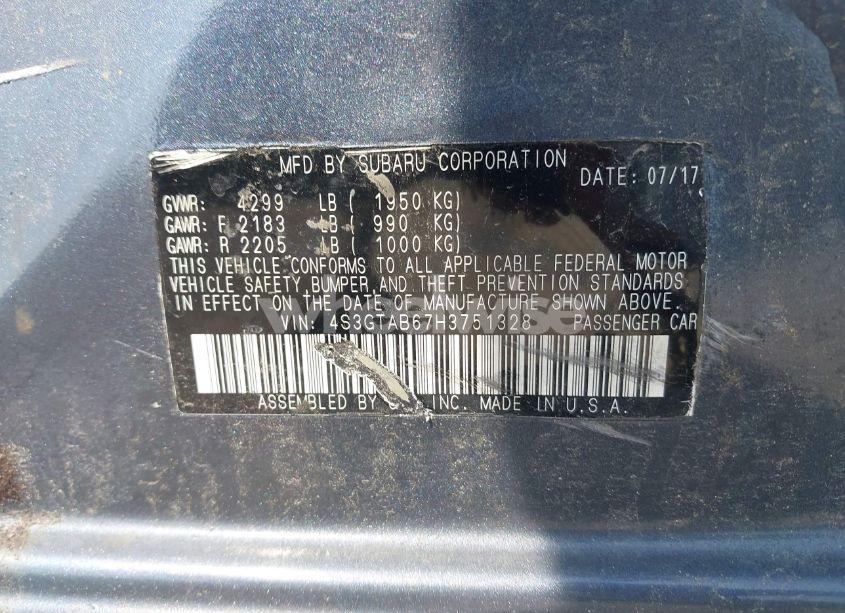 MFD BY SUBARU CORPORATION
DATE: 07/17
GVWR: 4299 LB ( 1950 KG)
GAWR: F 2183 LB ( 990 KG)
GAWR: R 2205 LB ( 1000 KG)
THIS VEHICLE CONFORMS TO ALL APPLICABLE FEDERAL MOTOR
VEHICLE SAFETY, BUMPER, AND THEFT PREVENTION STANDARDS
IN EFFECT ON THE DATE OF MANUFACTURE SHOWN ABOVE.
VIN: 4S3GTAB67H3751328 PASSENGER CAR
ASSEMBLED BY INC. MADE IN U.S.A.